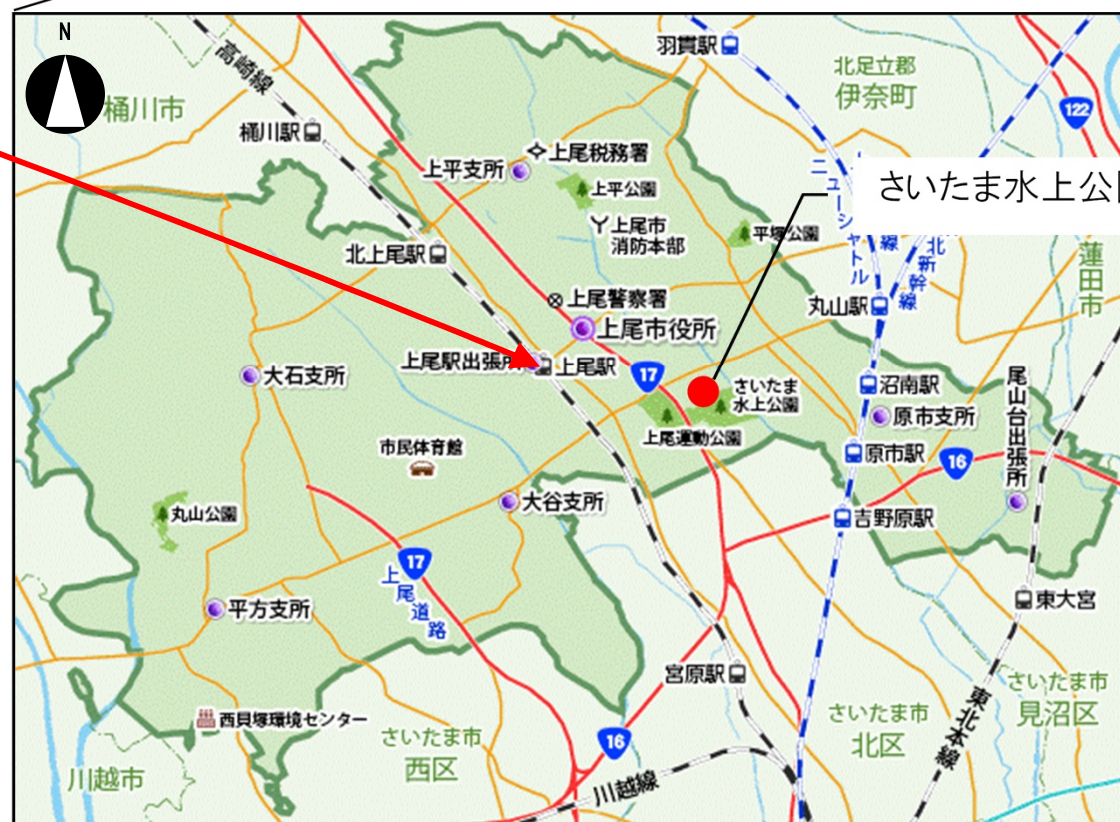 N
高崎線
羽貫駅
北足立郡
伊奈町
122
桶川市
桶川駅
上尾税務署
上平支所
上平公園
さいたま水上公
ニューシャトル
線
北新幹線
上尾市
消防本部
平塚公園
蓮田市
北上尾駅
上尾警察署
丸山駅
上尾市役所
上尾駅出張所
上尾駅
17
大石支所
さいたま
水上公園
沼南駅
尾山台出張所
原市支所
上尾運動公園
市民体育館
原市駅
16
大谷支所
丸山公園
吉野原駅
17
上尾道路
平方支所
東大宮
宮原駅
さいたま市
見沼区
西貝塚環境センター
さいたま市
西区
さいたま市
北区
東北本線
16
川越市
川越線